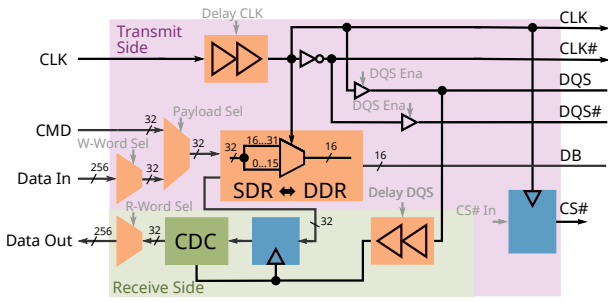 Delay CLK
CLK
Transmit
Side
CLK
CLK#
DQS Ena
DQS
DQS Ena
DQS#
Payload Sel
CMD
32
W-Word Sel
32
32
16...31
0...15
16
SDR ⬌ DDR
16
DB
Data In
256
32
Delay DQS
R-Word Sel
CS# In
CS#
32
Data Out
256
32
CDC
Receive Side